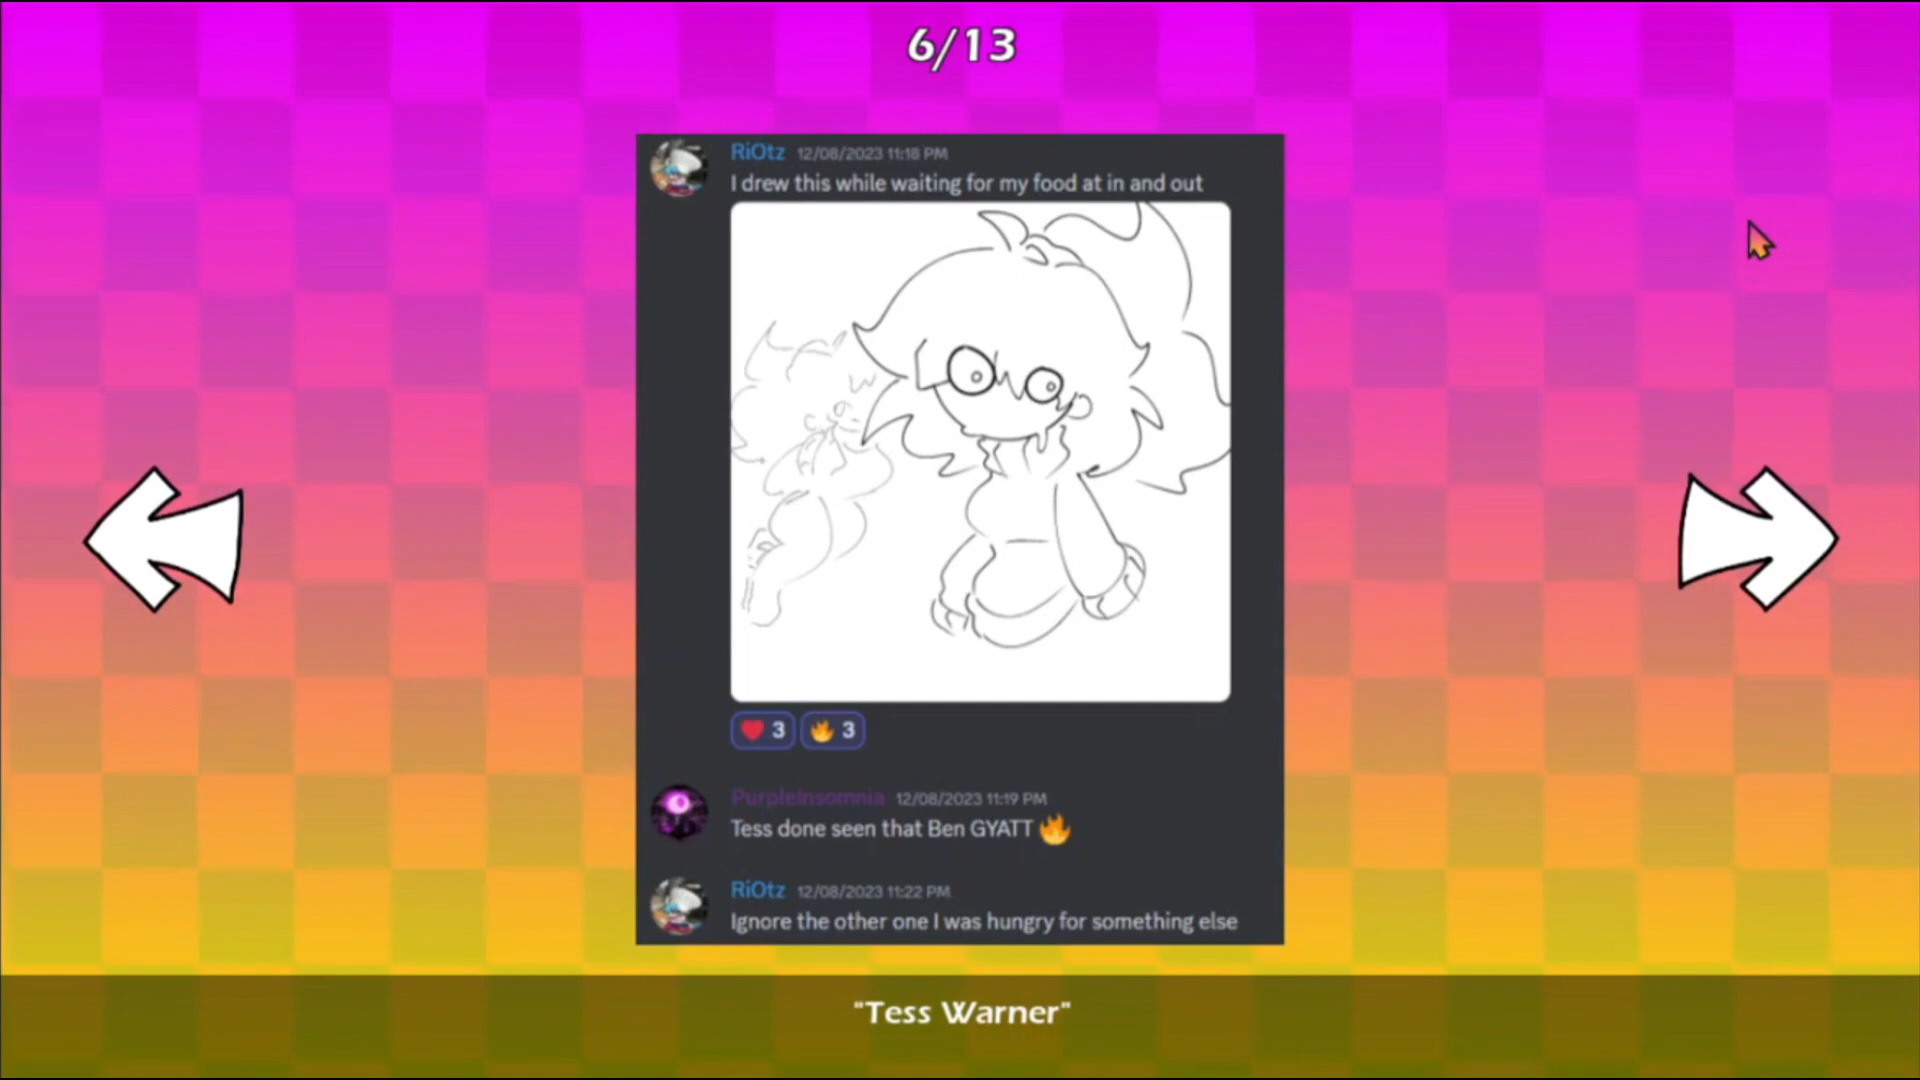 6/13
RiOtz 12/08/2023 11:18 PM
I drew this while waiting for my food at in and out
❤️ 3 🔥 3
PurpleInsomnia 12/08/2023 11:19 PM
Tess done seen that Ben GYATT 🔥
RiOtz 12/08/2023 11:22 PM
Ignore the other one I was hungry for something else
"Tess Warner"